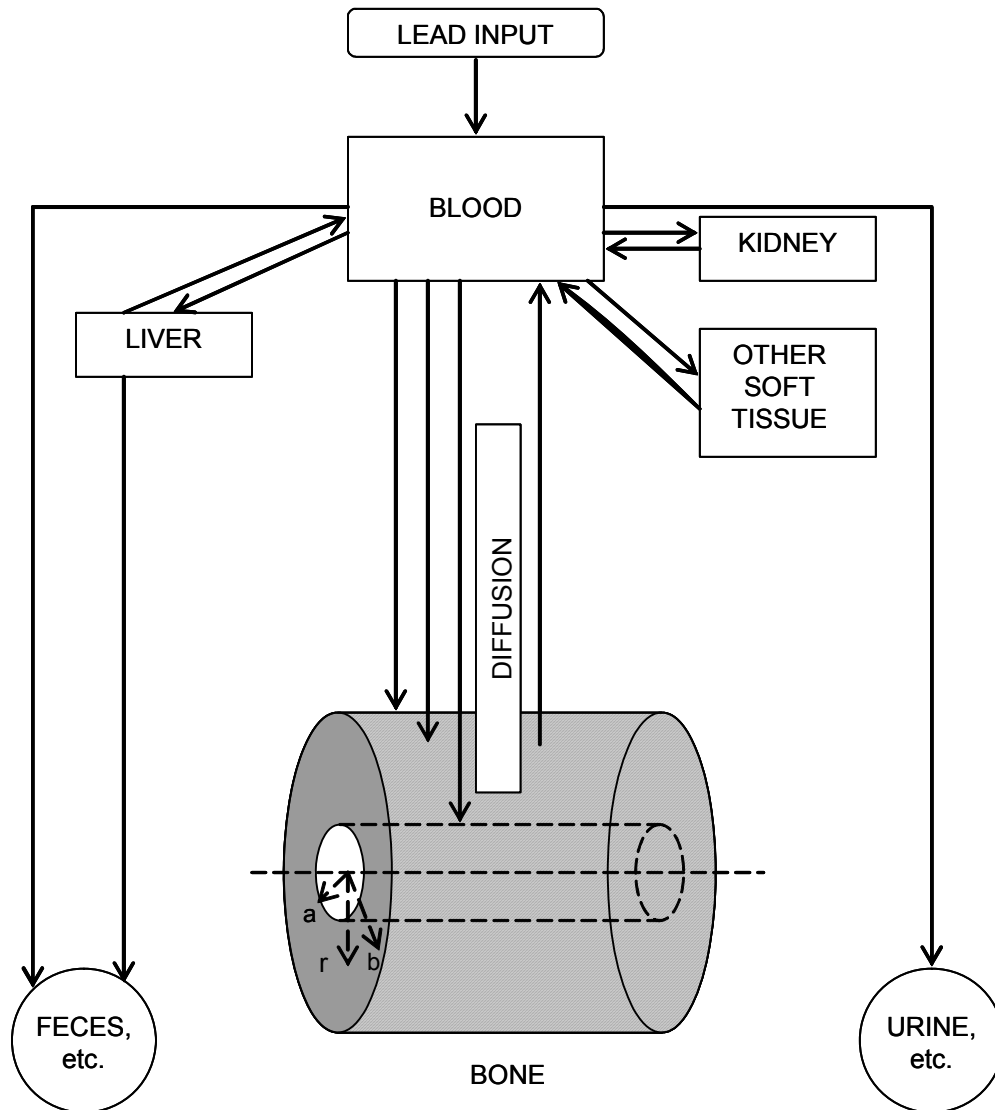 LEAD INPUT
BLOOD
KIDNEY
LIVER
OTHER
SOFT
TISSUE
DIFFUSION
a
r
b
FECES,
etc.
URINE,
etc.
BONE